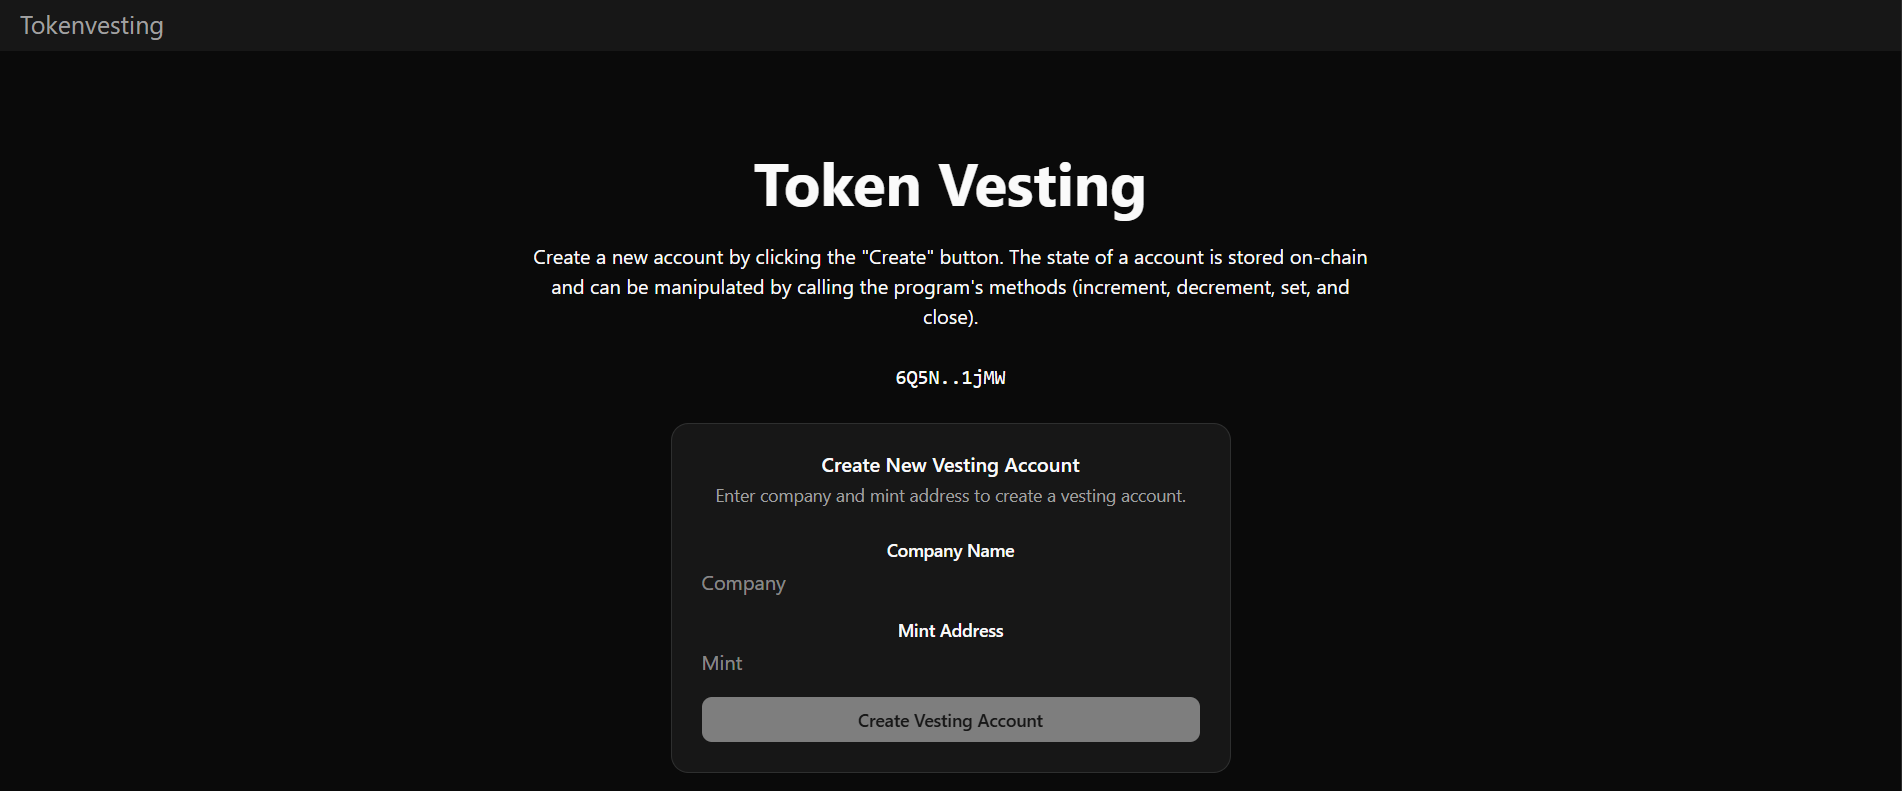 Tokenvesting
Token Vesting
Create a new account by clicking the "Create" button. The state of a account is stored on-chain
and can be manipulated by calling the program's methods (increment, decrement, set, and
close).
6Q5N..1jMW
Create New Vesting Account
Enter company and mint address to create a vesting account.
Company Name
Company
Mint Address
Mint
Create Vesting Account